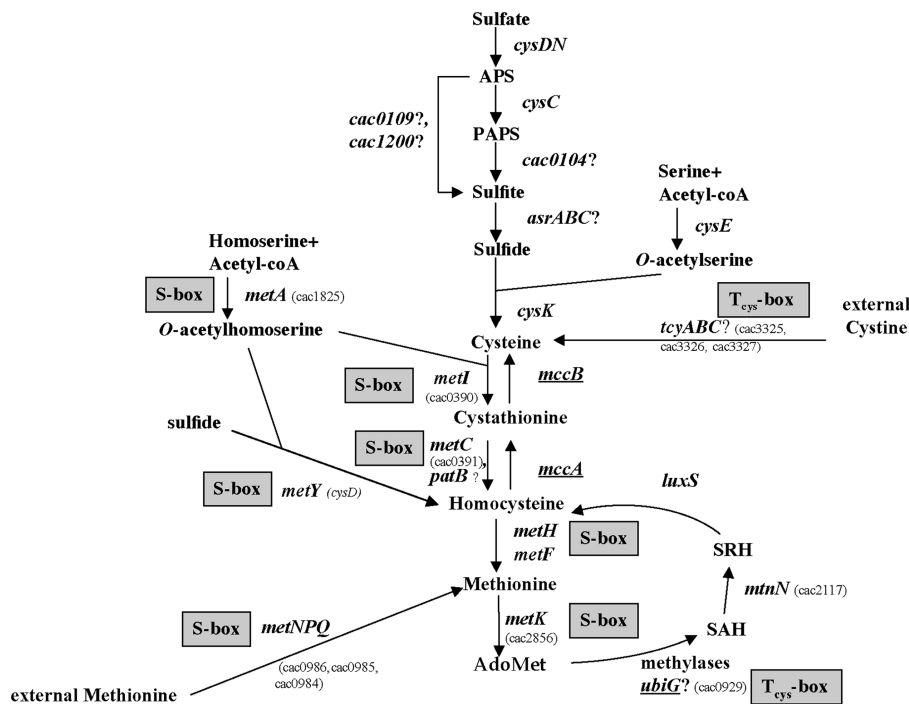 Sulfate
cysDN
APS
cysC
cac0109?,
cac1200?
PAPS
cac0104?
Sulfite
Serine+
Acetyl-coA
asrABC?
cysE
Sulfide
O-acetylserine
Homoserine+
Acetyl-coA
S-box
metA (cac1825)
O-acetylhomoserine
cysK
Tcys-box
external
Cystine
tcyABC? (cac3325,
cac3326, cac3327)
Cysteine
S-box
metI
(cac0390)
mccB
Cystathionine
sulfide
S-box
metC
(cac0391),
patB ?
mccA
S-box
metY (cysD)
Homocysteine
luxS
metH
metF
S-box
SRH
Methionine
mtnN (cac2117)
S-box
metNPQ
metK
(cac2856)
S-box
SAH
(cac0986, cac0985,
cac0984)
AdoMet
methylases
ubiG? (cac0929)
Tcys-box
external Methionine